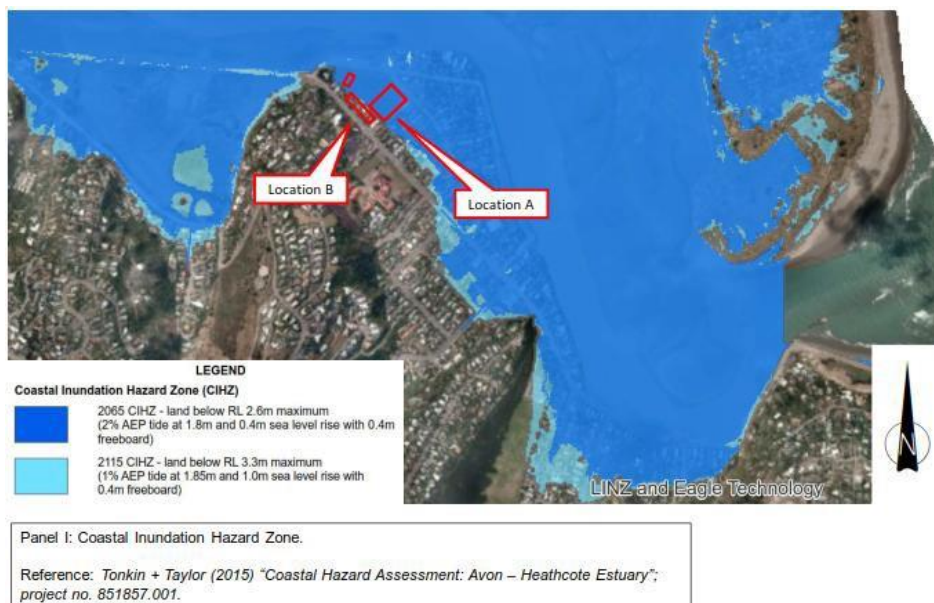 Location B
Location A
LEGEND
Coastal Inundation Hazard Zone (CIHZ)
2065 CIHZ - land below RL 2.6m maximum
(2% AEP tide at 1.8m and 0.4m sea level rise with 0.4m
freeboard)
2115 CIHZ - land below RL 3.3m maximum
(1% AEP tide at 1.85m and 1.0m sea level rise with
0.4m freeboard)
N
LINZ and Eagle Technology
Panel I: Coastal Inundation Hazard Zone.
Reference: Tonkin + Taylor (2015) “Coastal Hazard Assessment: Avon – Heathcote Estuary”;
project no. 851857.001.